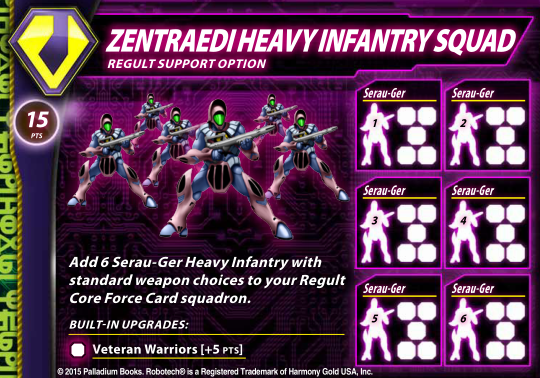 ZENTRAEDI HEAVY INFANTRY SQUAD
REGULT SUPPORT OPTION
15
PTS
Add 6 Serau-Ger Heavy Infantry with
standard weapon choices to your Regult
Core Force Card squadron.
BUILT-IN UPGRADES:
Veteran Warriors [+5 PTS]
Serau-Ger
1
Serau-Ger
2
Serau-Ger
3
Serau-Ger
4
Serau-Ger
5
Serau-Ger
6
© 2015 Palladium Books. Robotech® is a Registered Trademark of Harmony Gold USA, Inc.